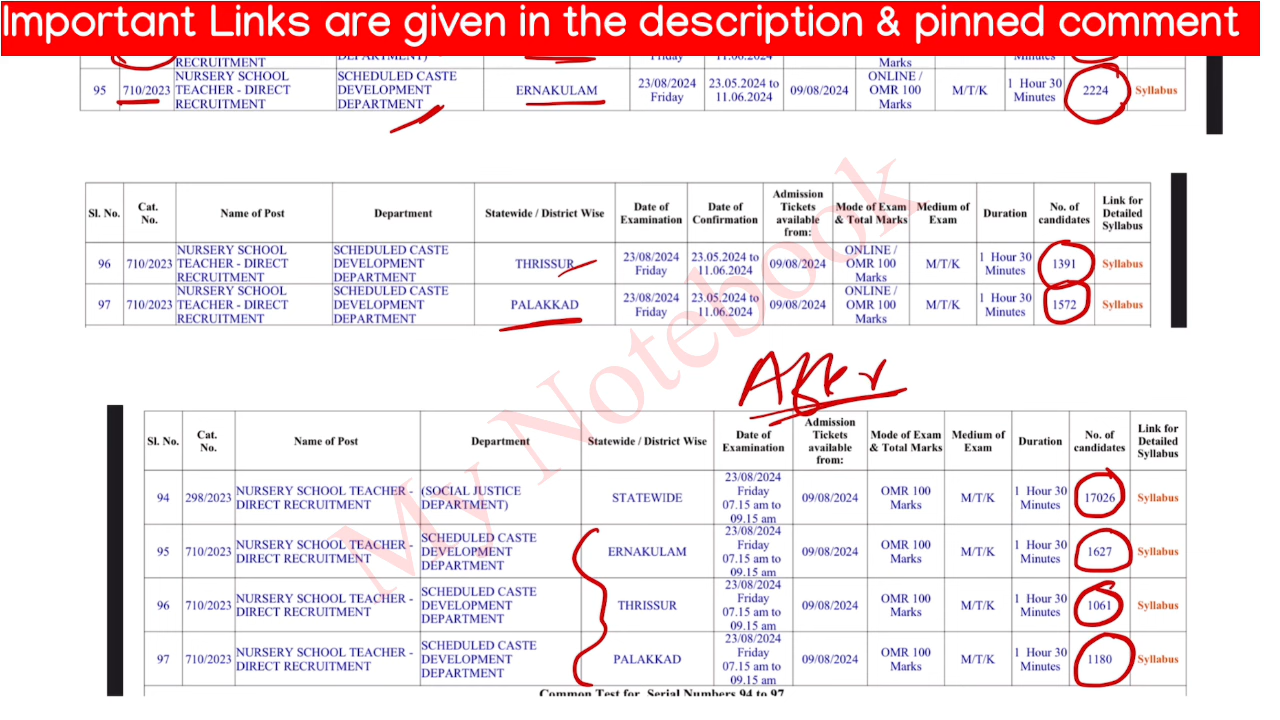 Important Links are given in the description & pinned comment
RECRUITMENT DEPARTMENT) Friday 11.06.2024 Marks Minutes
95 710/2023 NURSERY SCHOOL TEACHER - DIRECT RECRUITMENT SCHEDULED CASTE DEVELOPMENT DEPARTMENT ERNAKULAM 23/08/2024 Friday 23.05.2024 to 11.06.2024 09/08/2024 ONLINE / OMR 100 Marks M/T/K 1 Hour 30 Minutes 2224 Syllabus
Sl. No. Cat. No. Name of Post Department Statewide / District Wise Date of Examination Date of Confirmation Admission Tickets available from: Mode of Exam & Total Marks Medium of Exam Duration No. of candidates Link for Detailed Syllabus
96 710/2023 NURSERY SCHOOL TEACHER - DIRECT RECRUITMENT SCHEDULED CASTE DEVELOPMENT DEPARTMENT THRISSUR 23/08/2024 Friday 23.05.2024 to 11.06.2024 09/08/2024 ONLINE / OMR 100 Marks M/T/K 1 Hour 30 Minutes 1391 Syllabus
97 710/2023 NURSERY SCHOOL TEACHER - DIRECT RECRUITMENT SCHEDULED CASTE DEVELOPMENT DEPARTMENT PALAKKAD 23/08/2024 Friday 23.05.2024 to 11.06.2024 09/08/2024 ONLINE / OMR 100 Marks M/T/K 1 Hour 30 Minutes 1572 Syllabus
My Notebook
After
Sl. No. Cat. No. Name of Post Department Statewide / District Wise Date of Examination Admission Tickets available from: Mode of Exam & Total Marks Medium of Exam Duration No. of candidates Link for Detailed Syllabus
94 298/2023 NURSERY SCHOOL TEACHER - DIRECT RECRUITMENT (SOCIAL JUSTICE DEPARTMENT) STATEWIDE 23/08/2024 Friday 07.15 am to 09.15 am 09/08/2024 OMR 100 Marks M/T/K 1 Hour 30 Minutes 17026 Syllabus
95 710/2023 NURSERY SCHOOL TEACHER - DIRECT RECRUITMENT SCHEDULED CASTE DEVELOPMENT DEPARTMENT ERNAKULAM 23/08/2024 Friday 07.15 am to 09.15 am 09/08/2024 OMR 100 Marks M/T/K 1 Hour 30 Minutes 1627 Syllabus
96 710/2023 NURSERY SCHOOL TEACHER - DIRECT RECRUITMENT SCHEDULED CASTE DEVELOPMENT DEPARTMENT THRISSUR 23/08/2024 Friday 07.15 am to 09.15 am 09/08/2024 OMR 100 Marks M/T/K 1 Hour 30 Minutes 1061 Syllabus
97 710/2023 NURSERY SCHOOL TEACHER - DIRECT RECRUITMENT SCHEDULED CASTE DEVELOPMENT DEPARTMENT PALAKKAD 23/08/2024 Friday 07.15 am to 09.15 am 09/08/2024 OMR 100 Marks M/T/K 1 Hour 30 Minutes 1180 Syllabus
Common Test for Serial Numbers 94 to 97